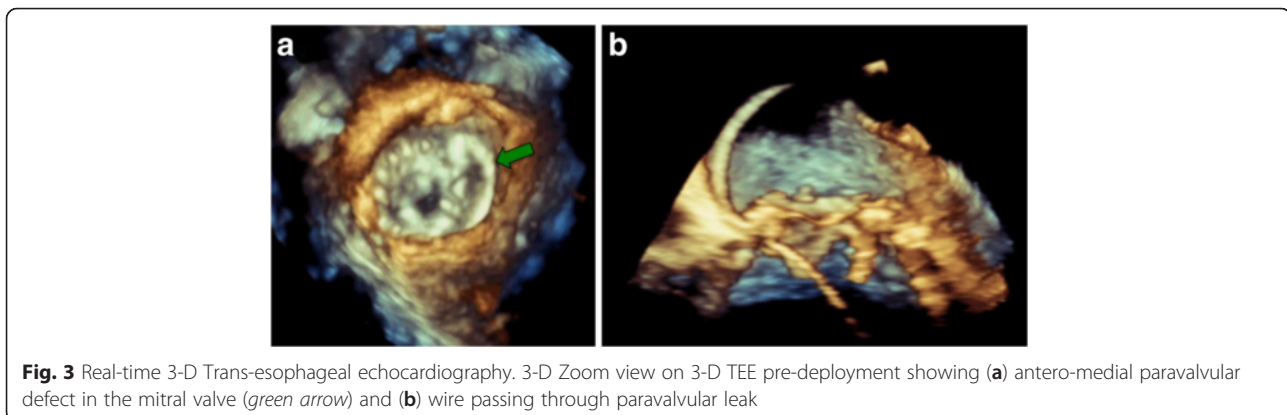 a
b
Fig. 3 Real-time 3-D Trans-esophageal echocardiography. 3-D Zoom view on 3-D TEE pre-deployment showing (a) antero-medial paravalvular
defect in the mitral valve (green arrow) and (b) wire passing through paravalvular leak